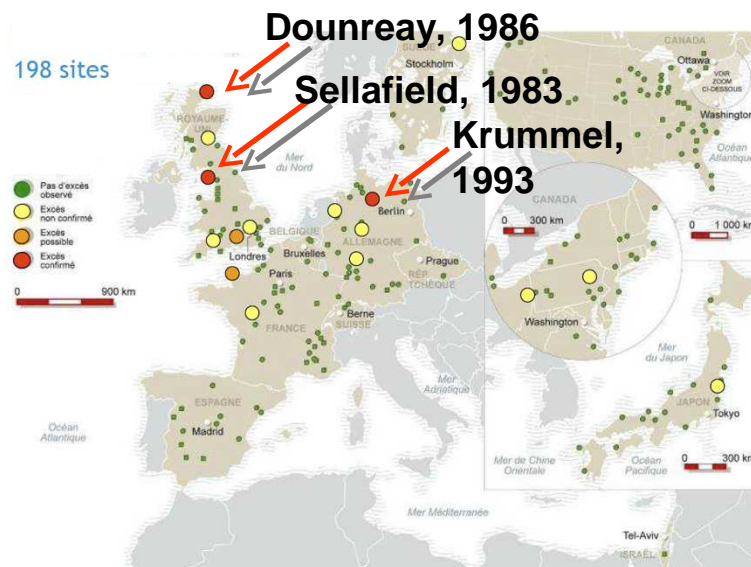 Dounreay, 1986
198 sites
Sellafield, 1983
Krummel,
1993
SUÈDE
Stockholm
ROYAUME-
UNI
Mer
du Nord
Pas d'excès
observé
Excès
non confirmé
Excès
possible
Excès
confirmé
900 km
Londres
BELGIQUE
Bruxelles
Berlin
ALLEMAGNE
Prague
RÉP.
TCHÈQUE
Paris
Berne
SUISSE
FRANCE
Mer
Adriatique
ESPAGNE
Madrid
Océan
Atlantique
Mer Méditerranée
Tel-Aviv
ISRAËL
CANADA
Ottawa
VOIR
ZOOM
CI-DESSOUS
Washington
Océan
Atlantique
1 000 km
CANADA
0 300 km
Washington
Mer
du Japon
JAPON
Tokyo
Mer de Chine
Orientale
Océan
Pacifique
0 300 km